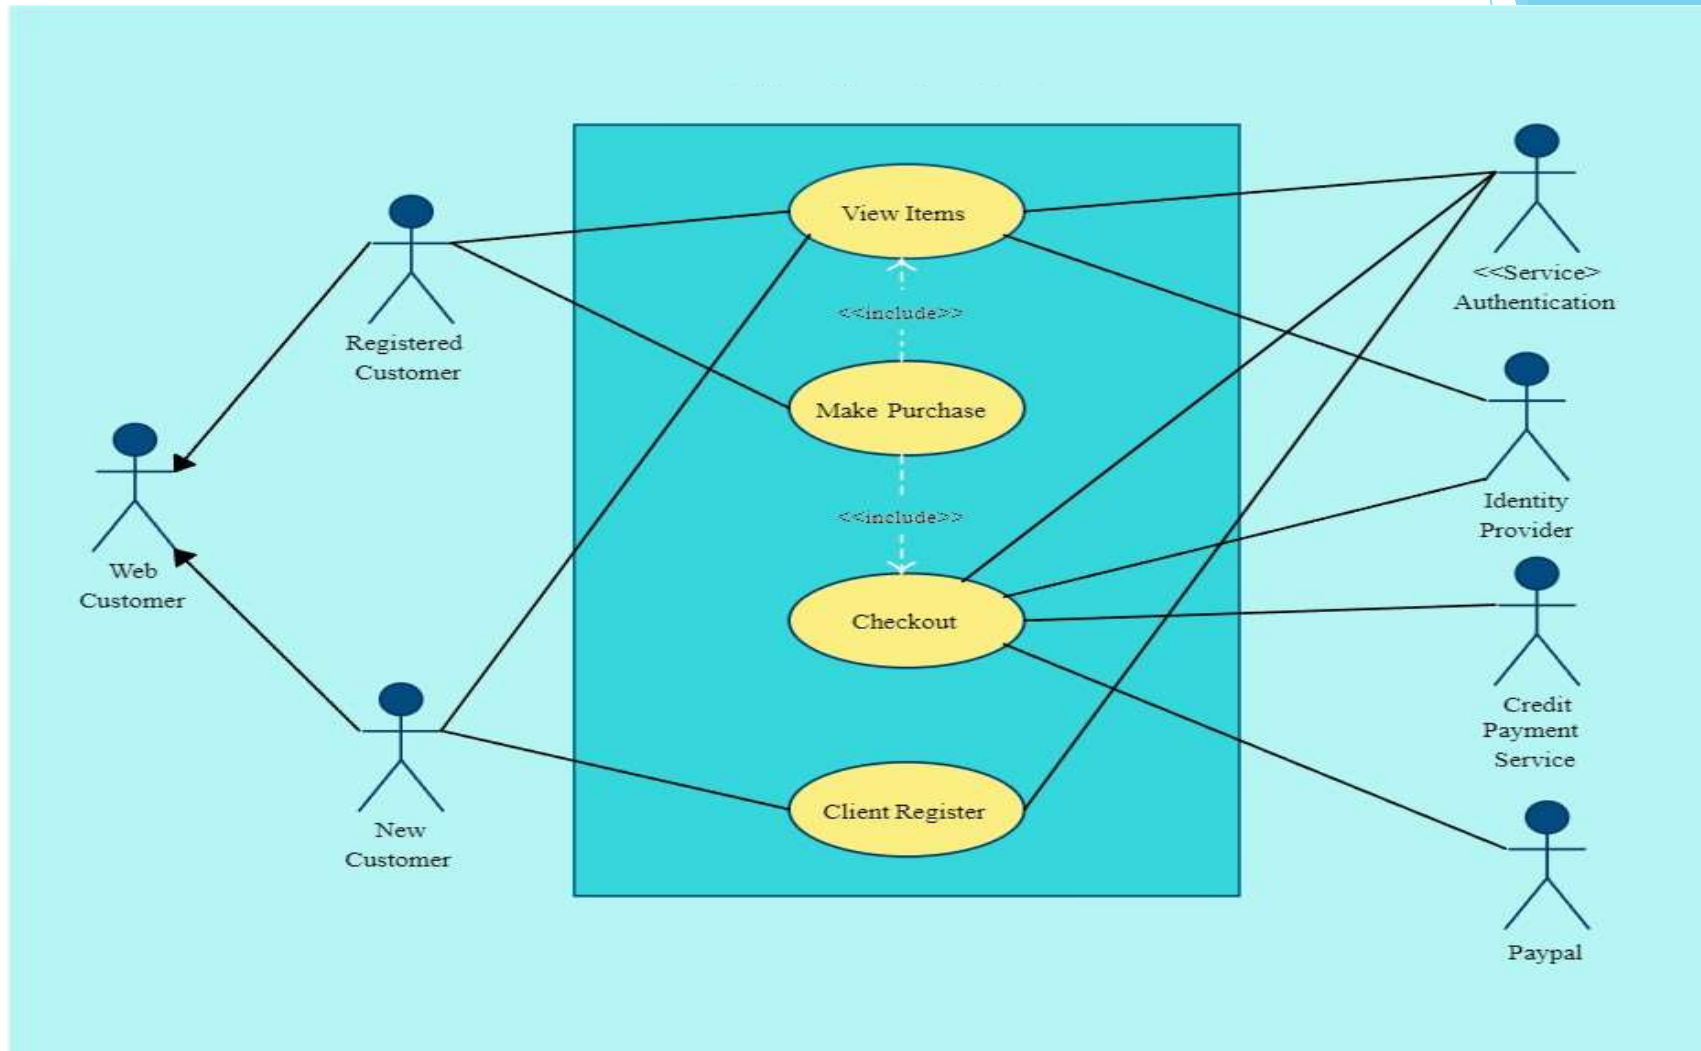 View Items
<<Service>
Authentication
<<include>>
Registered
Customer
Make Purchase
Identity
Provider
<<include>>
Web
Customer
Checkout
Credit
Payment
Service
Client Register
New
Customer
Paypal